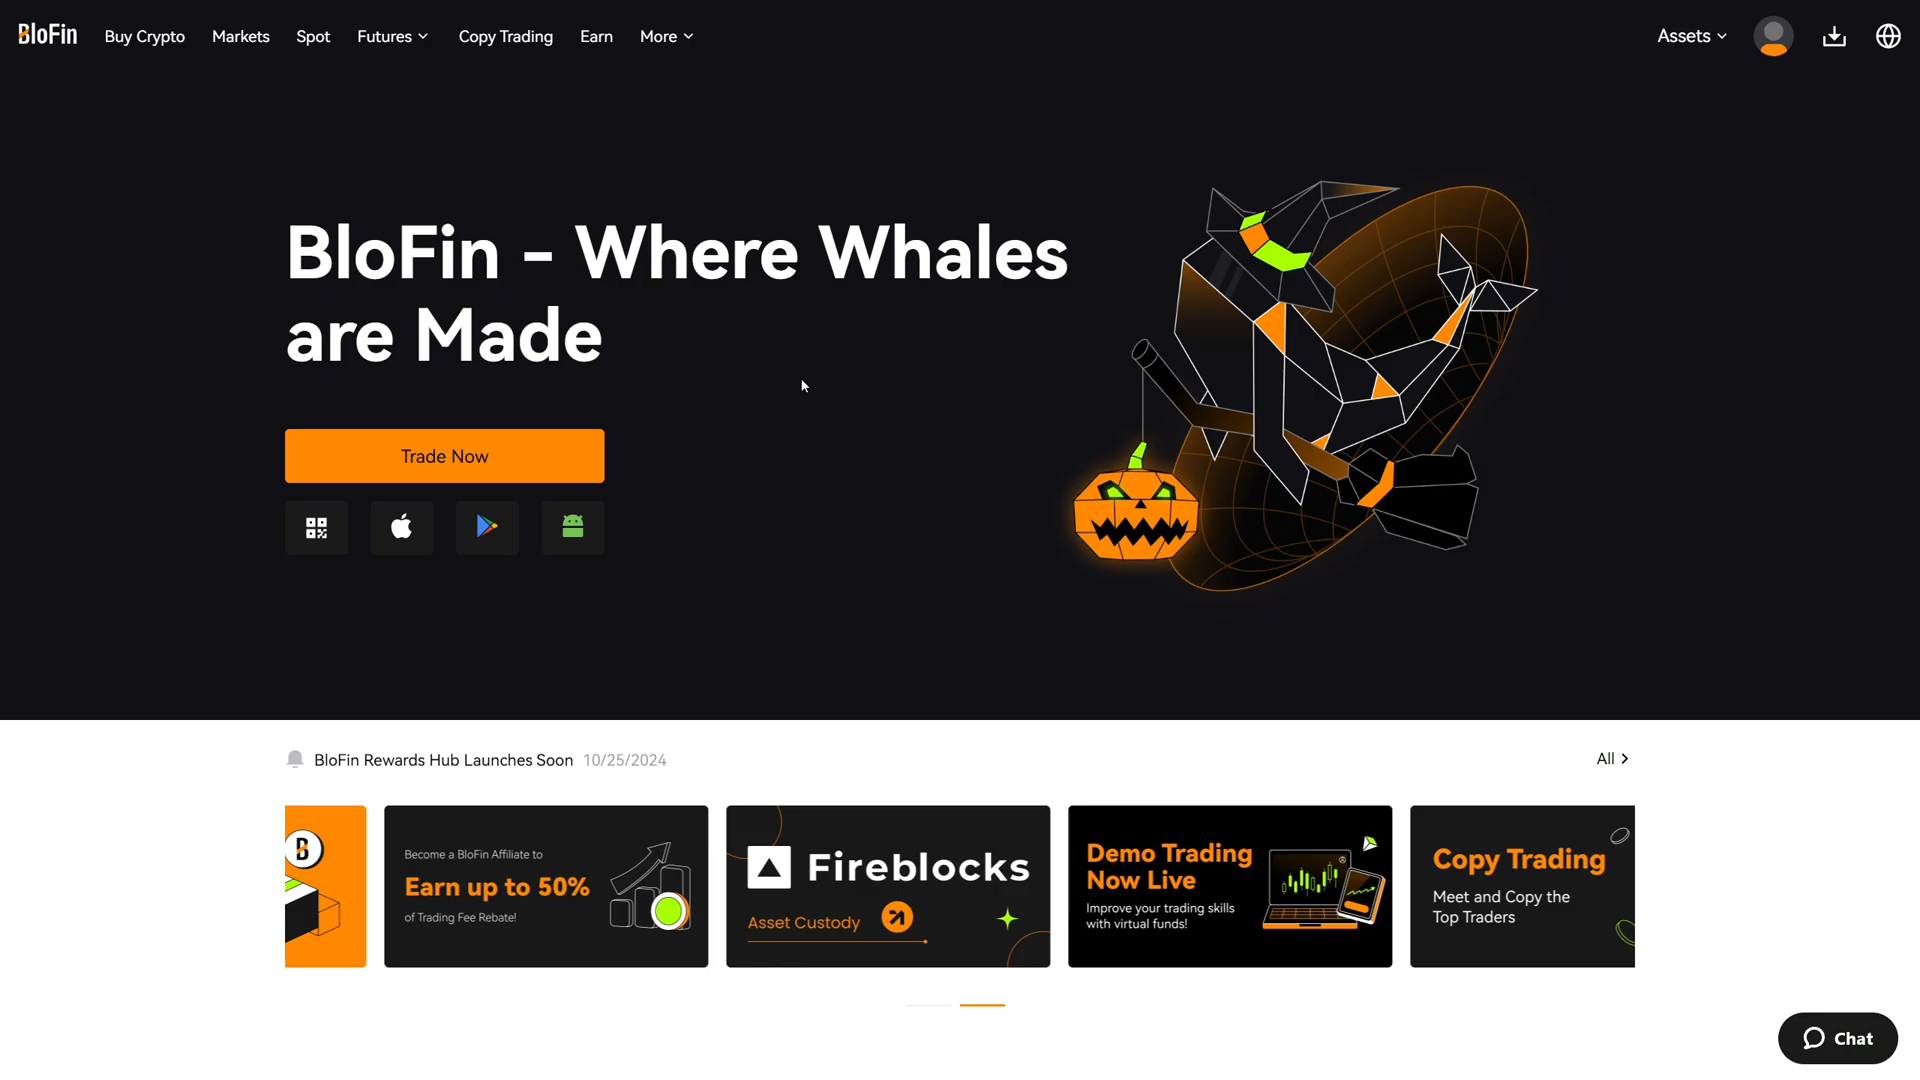 BloFin
Buy Crypto
Markets
Spot
Futures
Copy Trading
Earn
More
Assets
BloFin - Where Whales
are Made
Trade Now
BloFin Rewards Hub Launches Soon 10/25/2024
All
B
Become a BloFin Affiliate to
Earn up to 50%
of Trading Fee Rebate!
Fireblocks
Asset Custody
Demo Trading
Now Live
Improve your trading skills
with virtual funds!
Copy Trading
Meet and Copy the
Top Traders
Chat